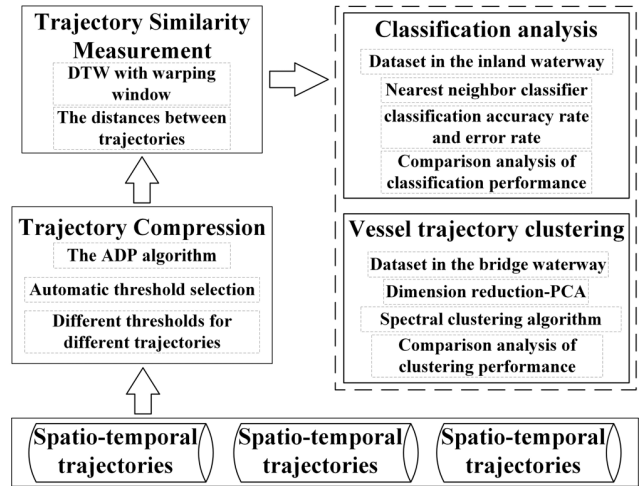 Trajectory Similarity
Measurement
DTW with warping
window
The distances between
trajectories
Classification analysis
Dataset in the inland waterway
Nearest neighbor classifier
classification accuracy rate
and error rate
Comparison analysis of
classification performance
Trajectory Compression
The ADP algorithm
Automatic threshold selection
Different thresholds for
different trajectories
Vessel trajectory clustering
Dataset in the bridge waterway
Dimension reduction-PCA
Spectral clustering algorithm
Comparison analysis of
clustering performance
Spatio-temporal
trajectories
Spatio-temporal
trajectories
Spatio-temporal
trajectories